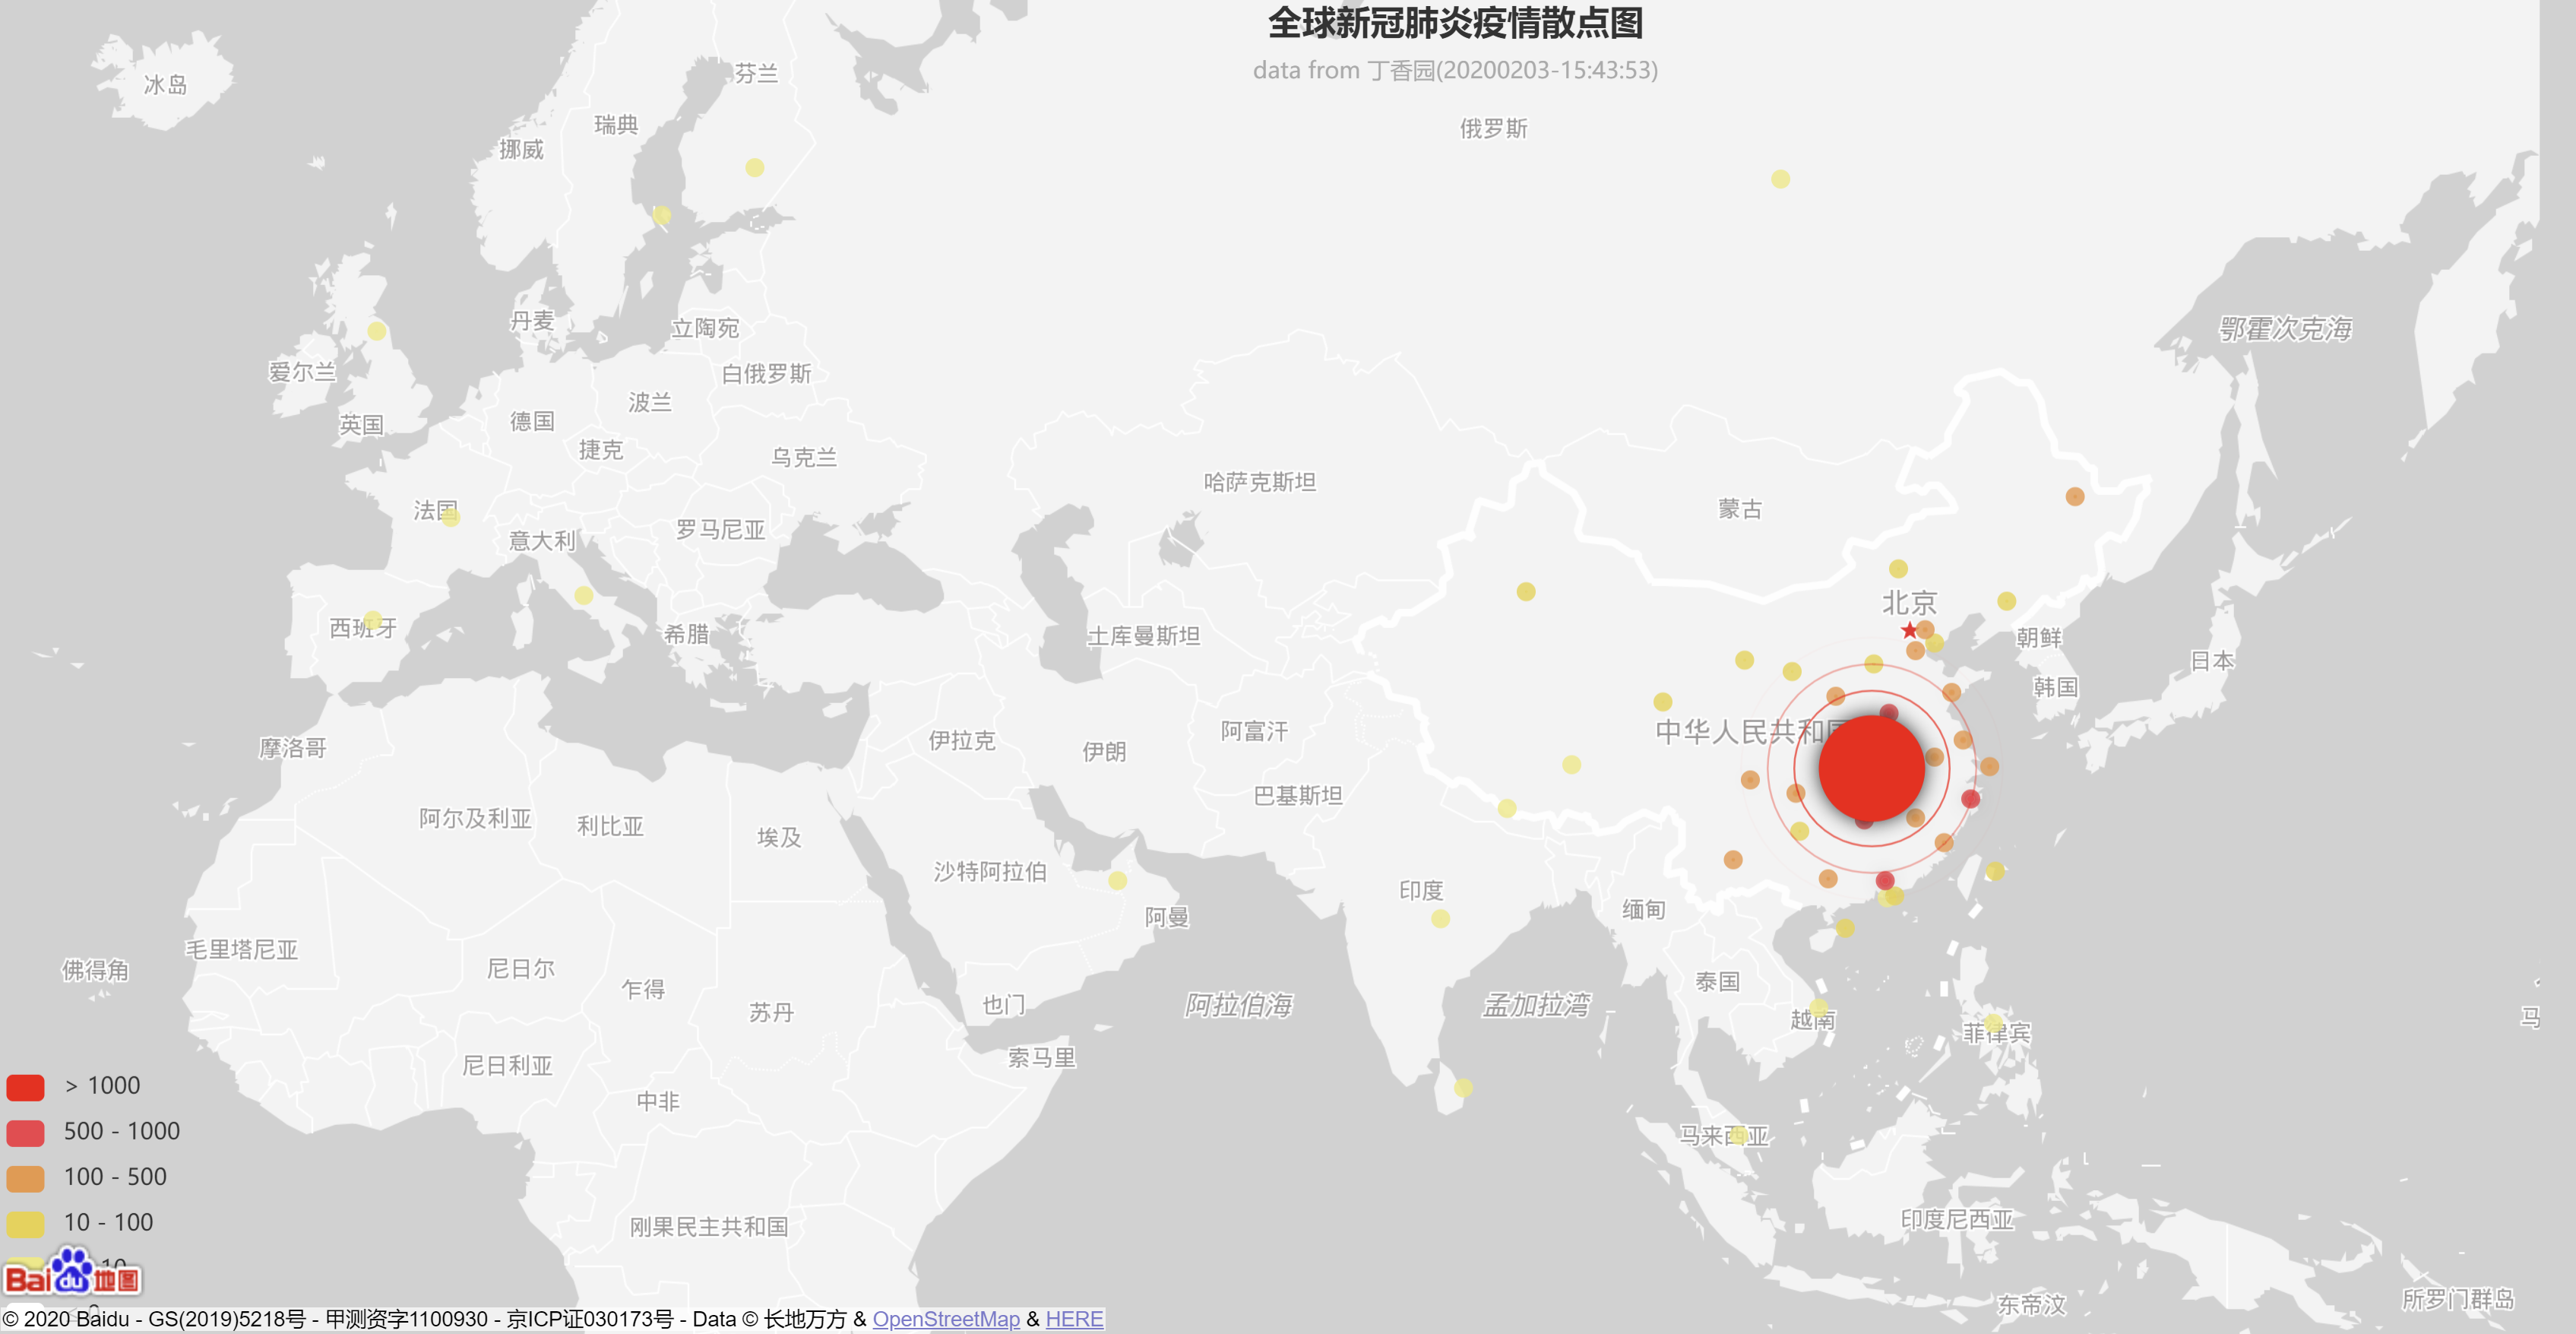 全球新冠肺炎疫情散点图
data from 丁香园(20200203-15:43:53)
冰岛
芬兰
瑞典
俄罗斯
挪威
丹麦
立陶宛
鄂霍次克海
爱尔兰
白俄罗斯
波兰
英国
德国
捷克
乌克兰
哈萨克斯坦
法国
蒙古
罗马尼亚
意大利
北京
西班牙
希腊
土库曼斯坦
朝鲜
日本
韩国
中华人民共和国
阿富汗
伊拉克
摩洛哥
伊朗
巴基斯坦
阿尔及利亚
利比亚
埃及
沙特阿拉伯
印度
缅甸
阿曼
毛里塔尼亚
佛得角
尼日尔
乍得
泰国
也门
阿拉伯海
孟加拉湾
苏丹
越南
马
菲律宾
索马里
尼日利亚
中非
马来西亚
印度尼西亚
刚果民主共和国
所罗门群岛
东帝汶
> 1000
500 - 1000
100 - 500
10 - 100
10
Bai du 地图
© 2020 Baidu - GS(2019)5218号 - 甲测资字1100930 - 京ICP证030173号 - Data © 长地万方 & OpenStreetMap & HERE